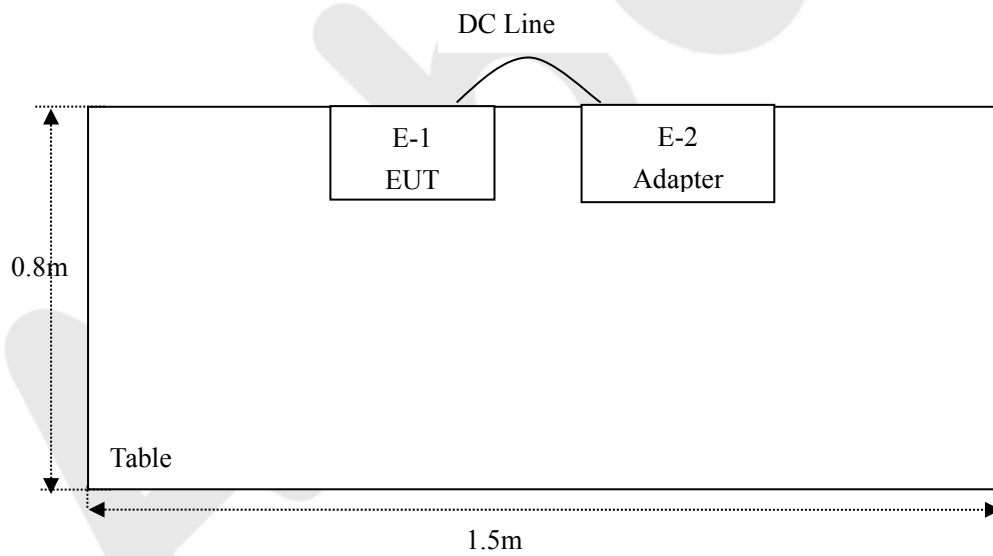 DC Line
E-1
EUT
E-2
Adapter
0.8m
Table
1.5m